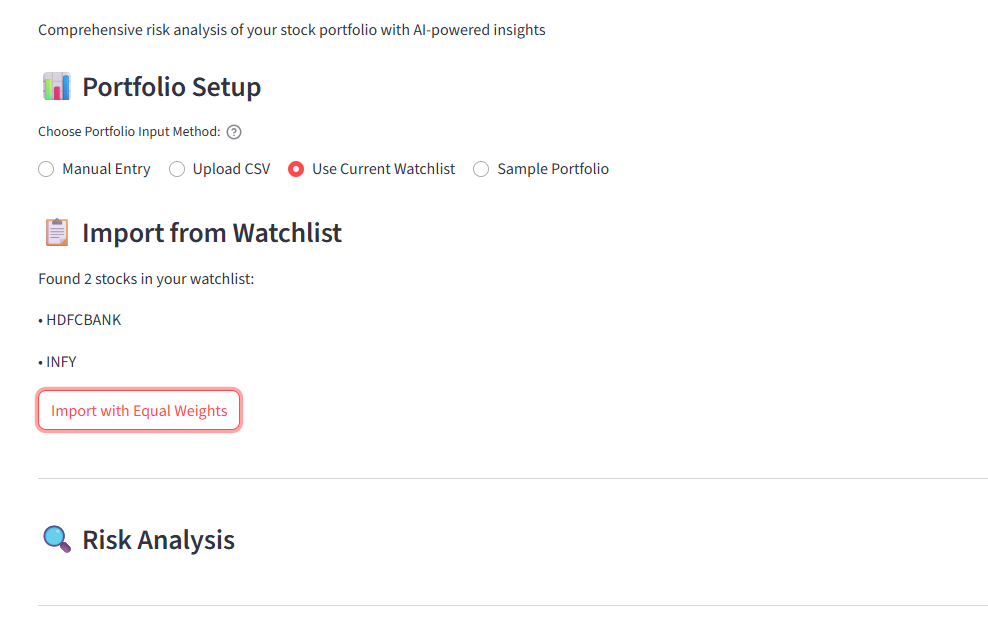 Comprehensive risk analysis of your stock portfolio with AI-powered insights
Portfolio Setup
Choose Portfolio Input Method: ?
Manual Entry Upload CSV Use Current Watchlist Sample Portfolio
Import from Watchlist
Found 2 stocks in your watchlist:
• HDFCBANK
• INFY
Import with Equal Weights
Risk Analysis